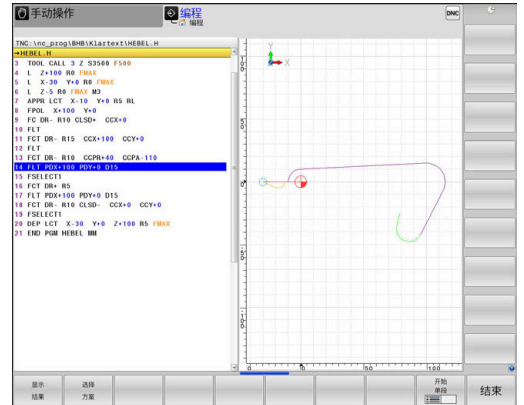 手动操作
编程
编程
DNC
TNC:\nc_prog\BHB\Klartext\HEBEL.H
→HEBEL.H
3 TOOL CALL 3 Z S3500 F500
4 L Z+100 R0 FMAX
5 L X-30 Y+0 R0 FMAX
6 L Z-5 R0 FMAX M3
7 APPR LCT X-10 Y+0 R5 RL
8 FPOL X+100 Y+0
9 FC DR- R10 CLSD+ CCX+0
10 FLT
11 FCT DR- R15 CCX+100 CCY+0
12 FLT
13 FCT DR- R10 CCPR+40 CCPA-110
14 FLT PDX+100 PDY+0 D15
15 FSELECT1
16 FCT DR+ R5
17 FLT PDX+100 PDY+0 D15
18 FCT DR- R10 CLSD- CCX+0 CCY+0
19 FSELECT1
20 DEP LCT X-30 Y+0 Z+100 R5 FMAX
21 END PGM HEBEL MM
Y
X
0
50
100
显示
结果
选择
方案
开始
单段
结束